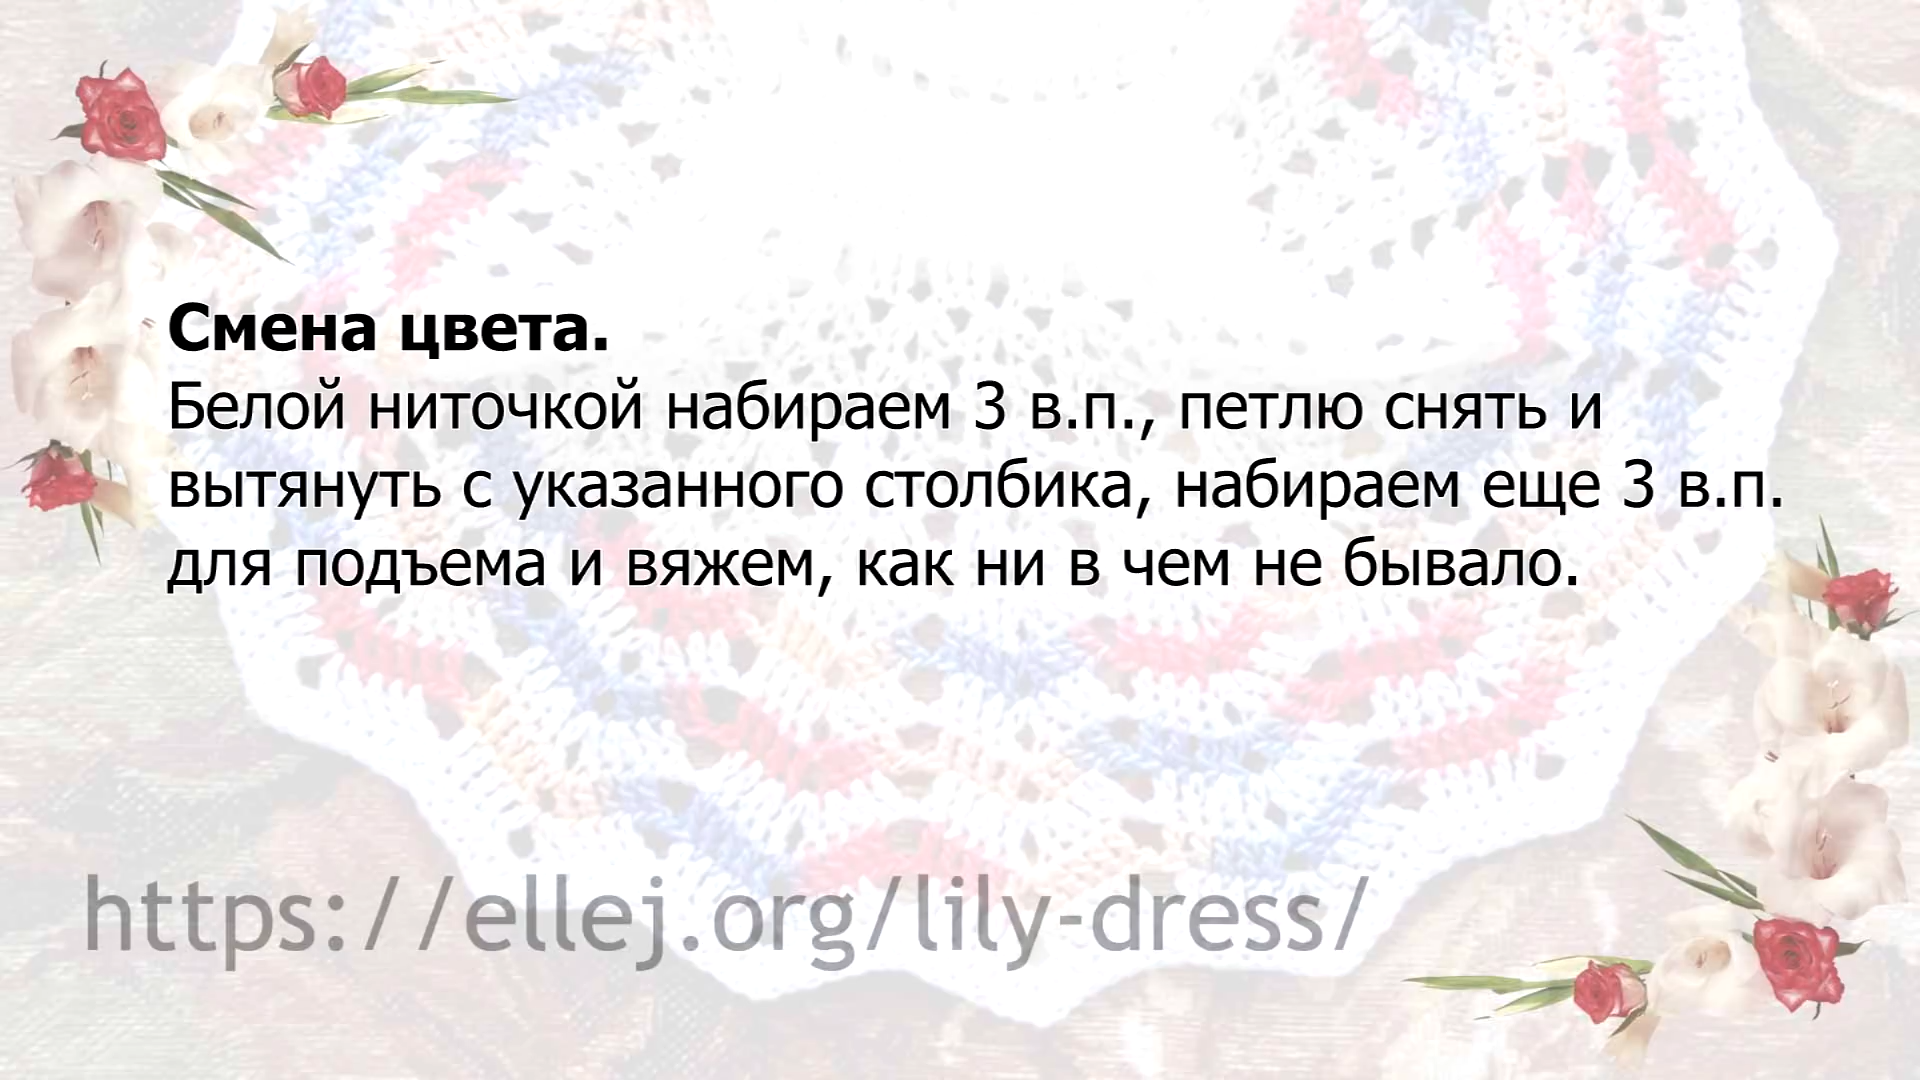 Смена цвета.
Белой ниточкой набираем 3 в.п., петлю снять и
вытянуть с указанного столбика, набираем еще 3 в.п.
для подъема и вяжем, как ни в чем не бывало.
https://ellej.org/lily-dress/